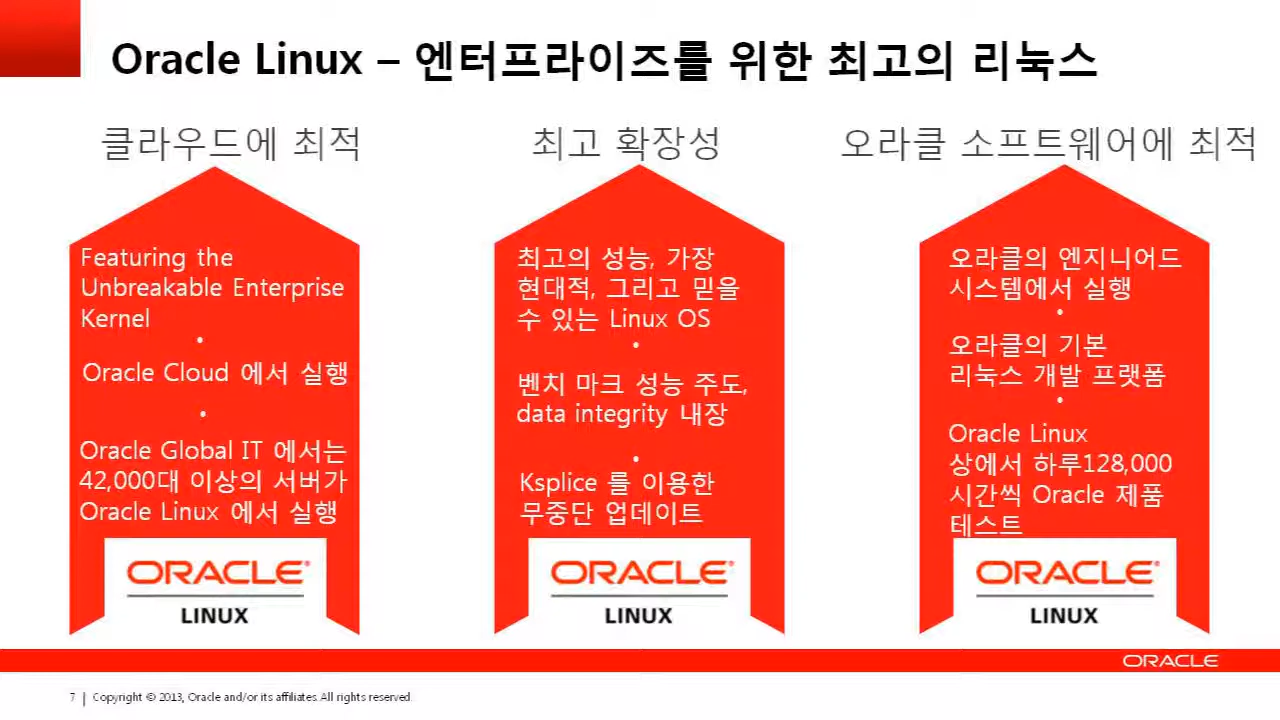 Oracle Linux – 엔터프라이즈를 위한 최고의 리눅스
클라우드에 최적
Featuring the
Unbreakable Enterprise
Kernel
•
Oracle Cloud 에서 실행
•
Oracle Global IT 에서는
42,000대 이상의 서버가
Oracle Linux 에서 실행
ORACLE®
LINUX
최고 확장성
최고의 성능, 가장
현대적, 그리고 믿을
수 있는 Linux OS
•
벤치 마크 성능 주도,
data integrity 내장
•
Ksplice 를 이용한
무중단 업데이트
ORACLE®
LINUX
오라클 소프트웨어에 최적
오라클의 엔지니어드
시스템에서 실행
•
오라클의 기본
리눅스 개발 프랫폼
•
Oracle Linux
상에서 하루128,000
시간씩 Oracle 제품
테스트
ORACLE®
LINUX
ORACLE
7 | Copyright © 2013, Oracle and/or its affiliates. All rights reserved.